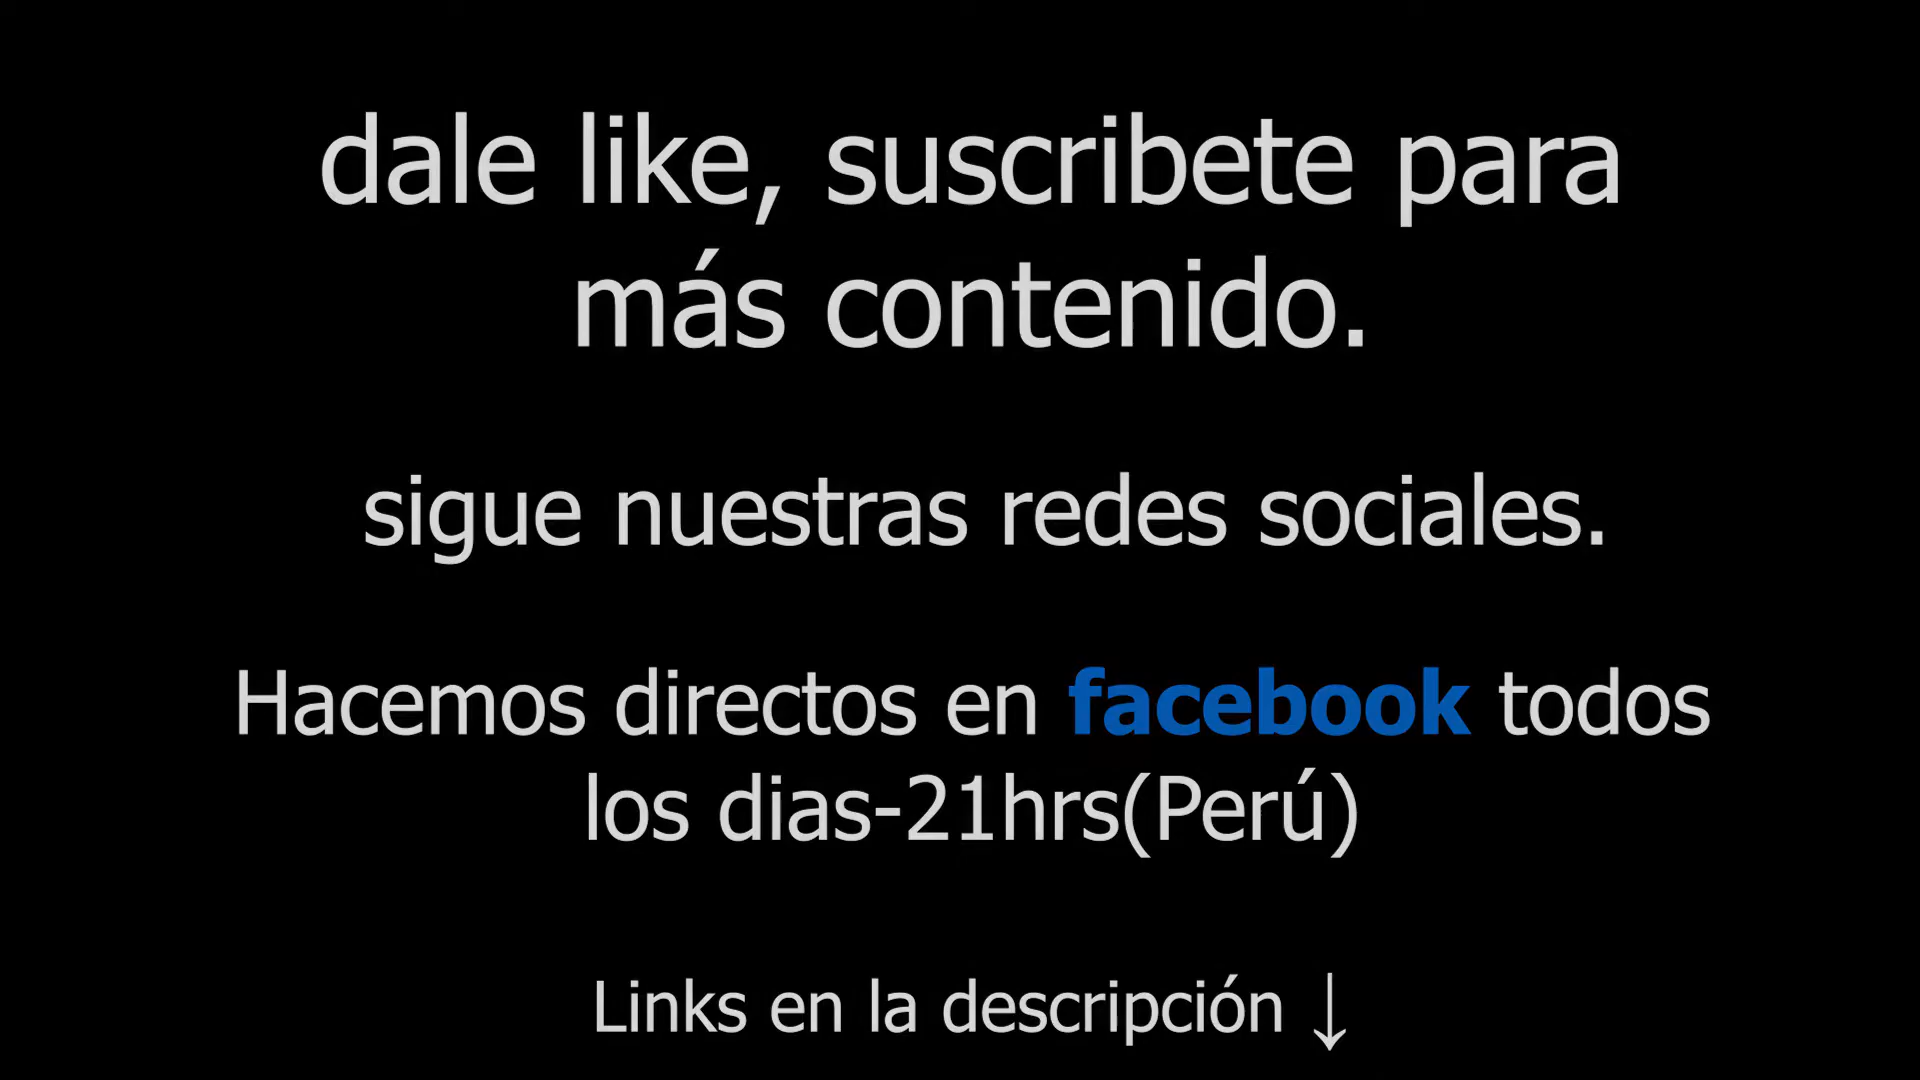 dale like, suscribete para
más contenido.
sigue nuestras redes sociales.
Hacemos directos en facebook todos
los dias-21hrs(Perú)
Links en la descripción ↓